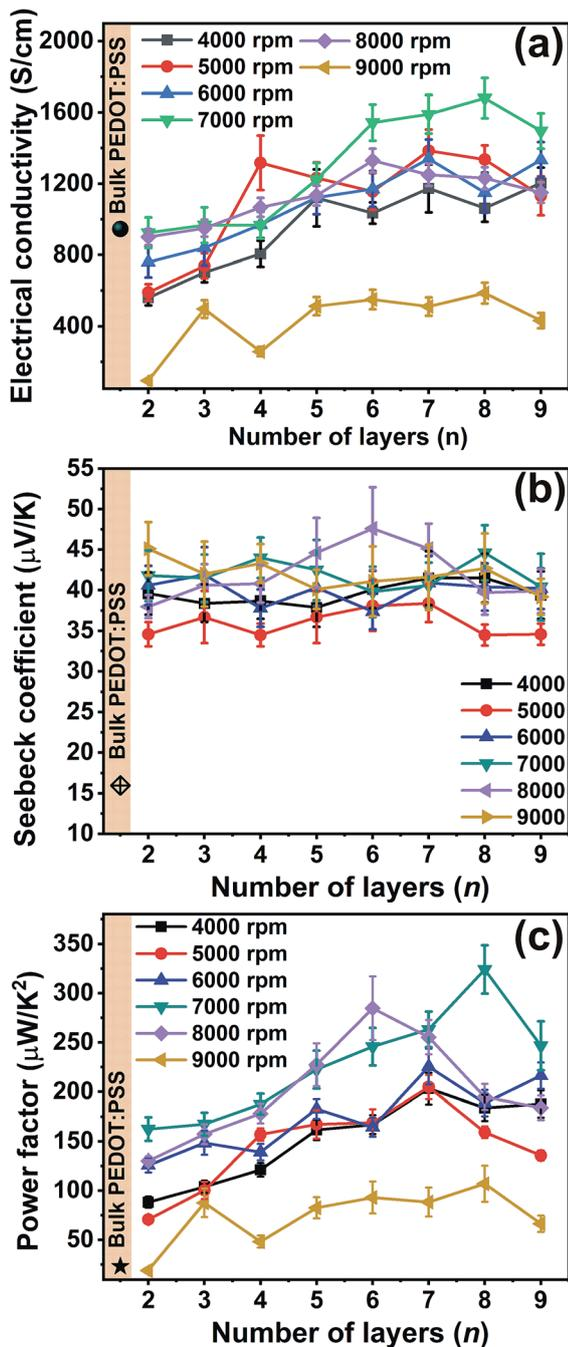 (a)
4000 rpm
5000 rpm
6000 rpm
7000 rpm
8000 rpm
9000 rpm
Bulk PEDOT:PSS
Electrical conductivity (S/cm)
2000
1600
1200
800
400
2 3 4 5 6 7 8 9
Number of layers (n)
(b)
Bulk PEDOT:PSS
Seebeck coefficient (μV/K)
55
50
45
40
35
30
25
20
15
10
4000
5000
6000
7000
8000
9000
2 3 4 5 6 7 8 9
Number of layers (n)
(c)
4000 rpm
5000 rpm
6000 rpm
7000 rpm
8000 rpm
9000 rpm
Bulk PEDOT:PSS
Power factor (μW/K²)
350
300
250
200
150
100
50
2 3 4 5 6 7 8 9
Number of layers (n)